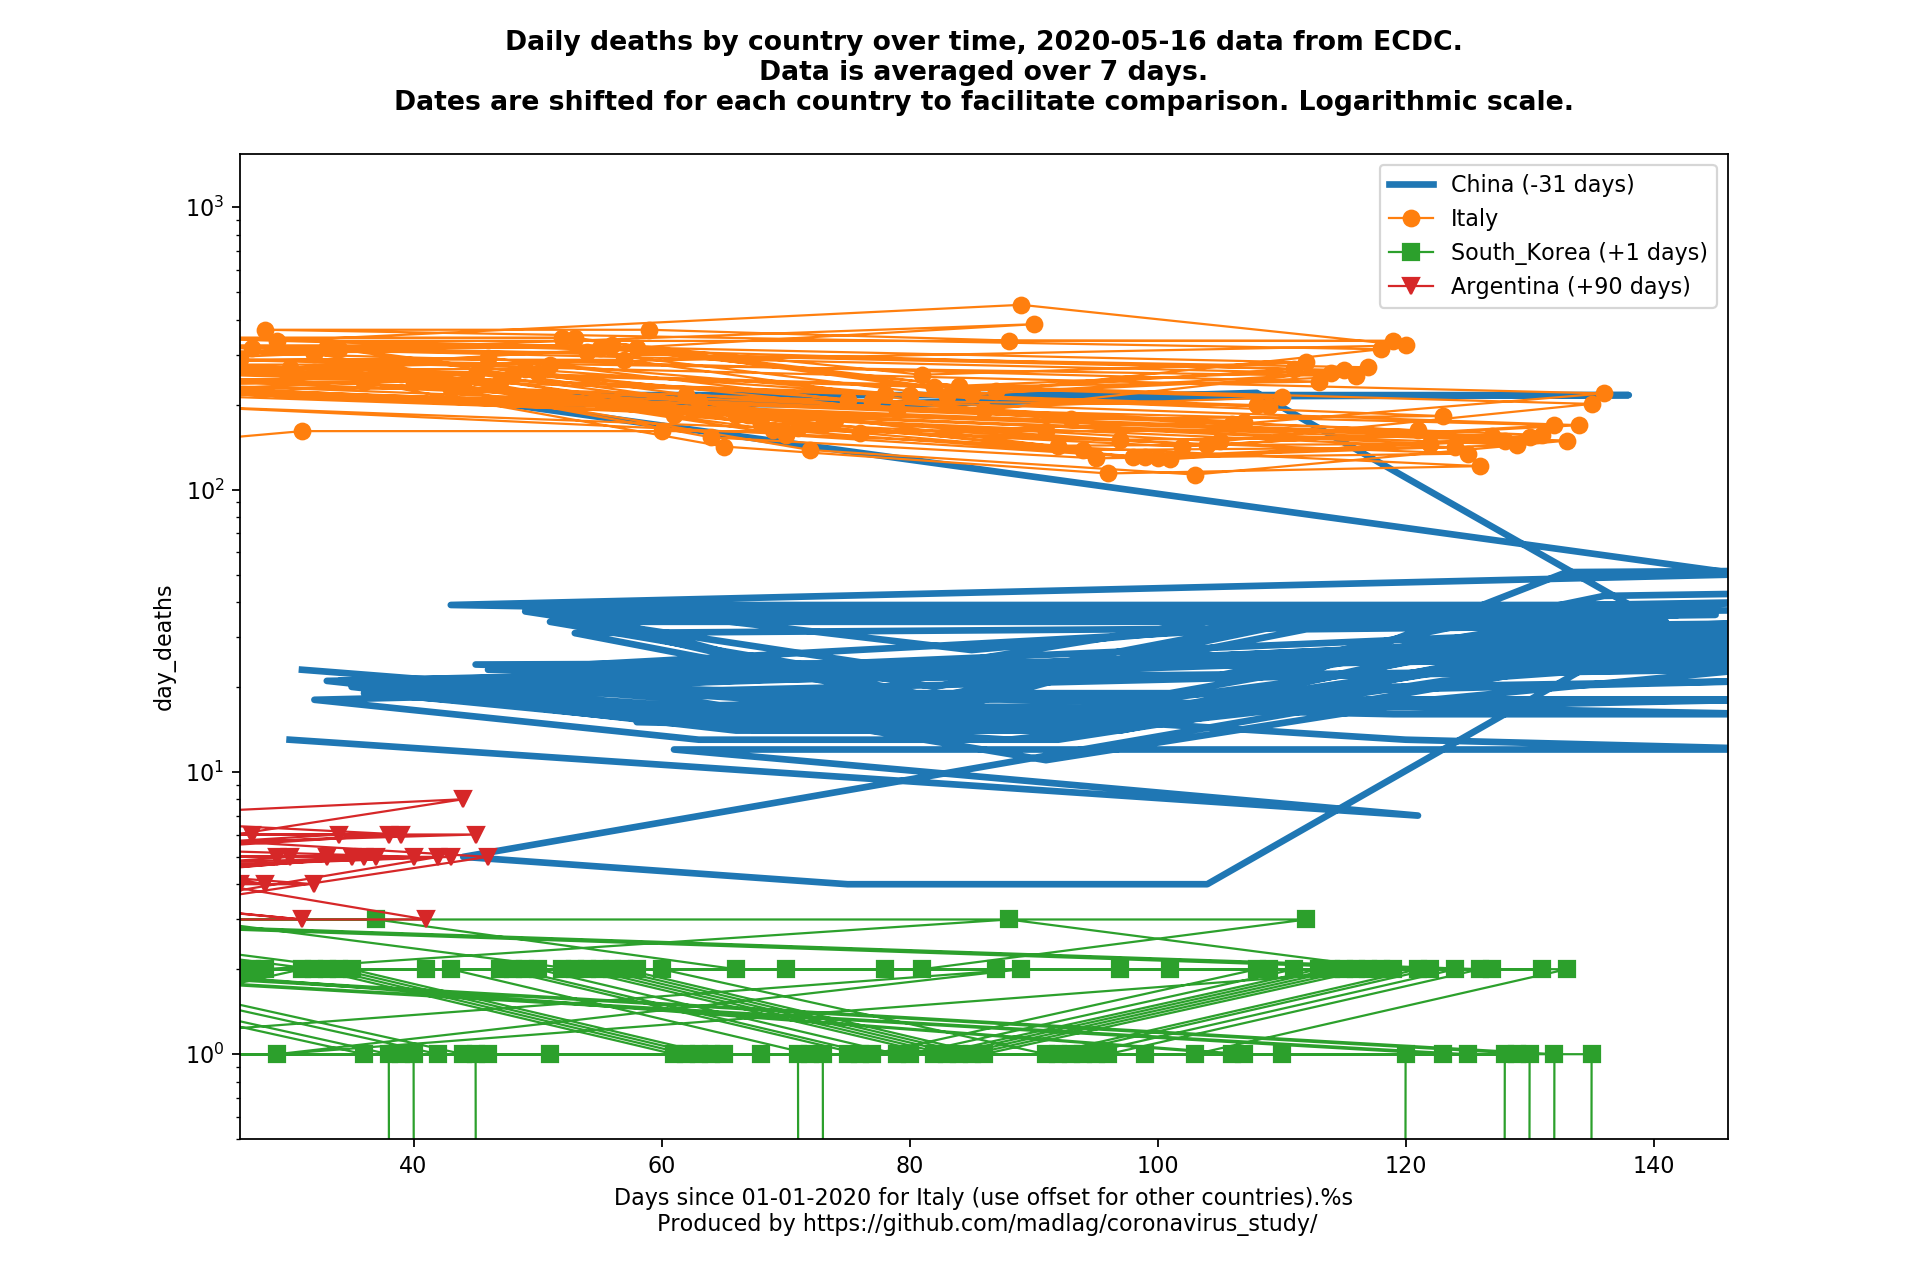 Daily deaths by country over time, 2020-05-16 data from ECDC.
Data is averaged over 7 days.
Dates are shifted for each country to facilitate comparison. Logarithmic scale.
China (-31 days)
Italy
South_Korea (+1 days)
Argentina (+90 days)
day_deaths
10³
10²
10¹
10⁰
40 60 80 100 120 140
Days since 01-01-2020 for Italy (use offset for other countries).%s
Produced by https://github.com/madlag/coronavirus_study/